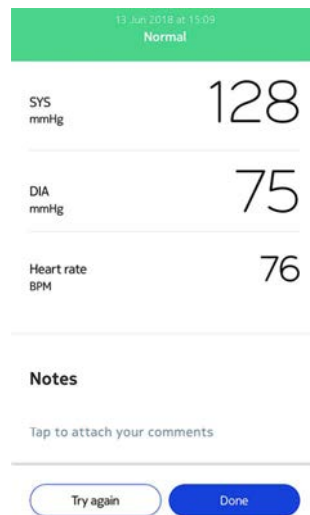 13 Jun 2018 at 15:09
Normal
SYS
mmHg
128
DIA
mmHg
75
Heart rate
BPM
76
Notes
Tap to attach your comments
Try again
Done